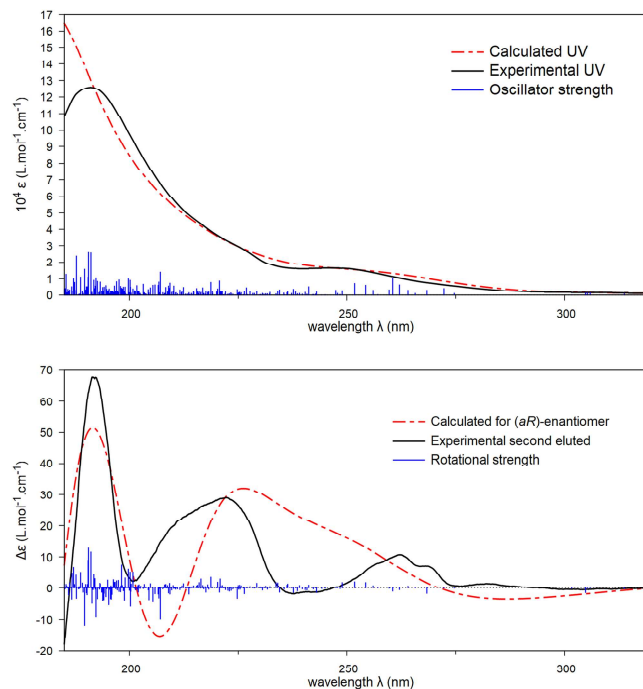 17
16
15
14
13
12
11
10
9
8
7
6
5
4
3
2
1
0
10⁴ ε (L.mol⁻¹.cm⁻¹)
Calculated UV
Experimental UV
Oscillator strength
200 250 300
wavelength λ (nm)
70
60
50
40
30
20
10
0
-10
-20
Δε (L.mol⁻¹.cm⁻¹)
Calculated for (aR)-enantiomer
Experimental second eluted
Rotational strength
200 250 300
wavelength λ (nm)